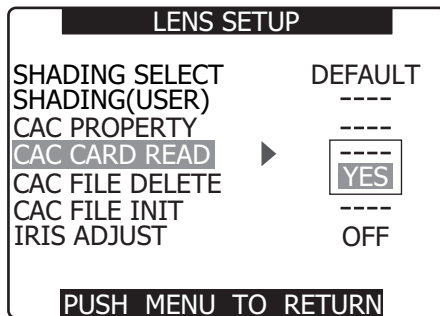 LENS SETUP
SHADING SELECT DEFAULT
SHADING(USER) ----
CAC PROPERTY ----
CAC CARD READ ----
CAC FILE DELETE YES
CAC FILE INIT ----
IRIS ADJUST OFF
PUSH MENU TO RETURN